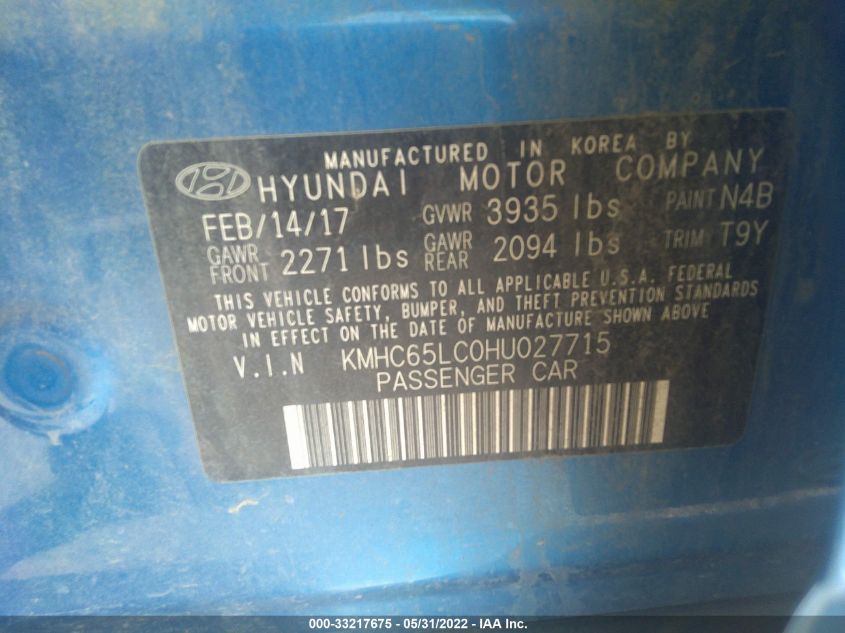 MANUFACTURED IN KOREA BY
HYUNDAI MOTOR COMPANY
FEB/14/17 GVWR 3935 lbs PAINT N4B
GAWR FRONT 2271 lbs GAWR REAR 2094 lbs TRIM T9Y
THIS VEHICLE CONFORMS TO ALL APPLICABLE U.S.A. FEDERAL
MOTOR VEHICLE SAFETY, BUMPER, AND THEFT PREVENTION STANDARDS
IN EFFECT ON THE DATE OF MANUFACTURE SHOWN ABOVE
V.I.N KMHC65LC0HU027715
PASSENGER CAR
000-33217675 - 05/31/2022 - IAA Inc.